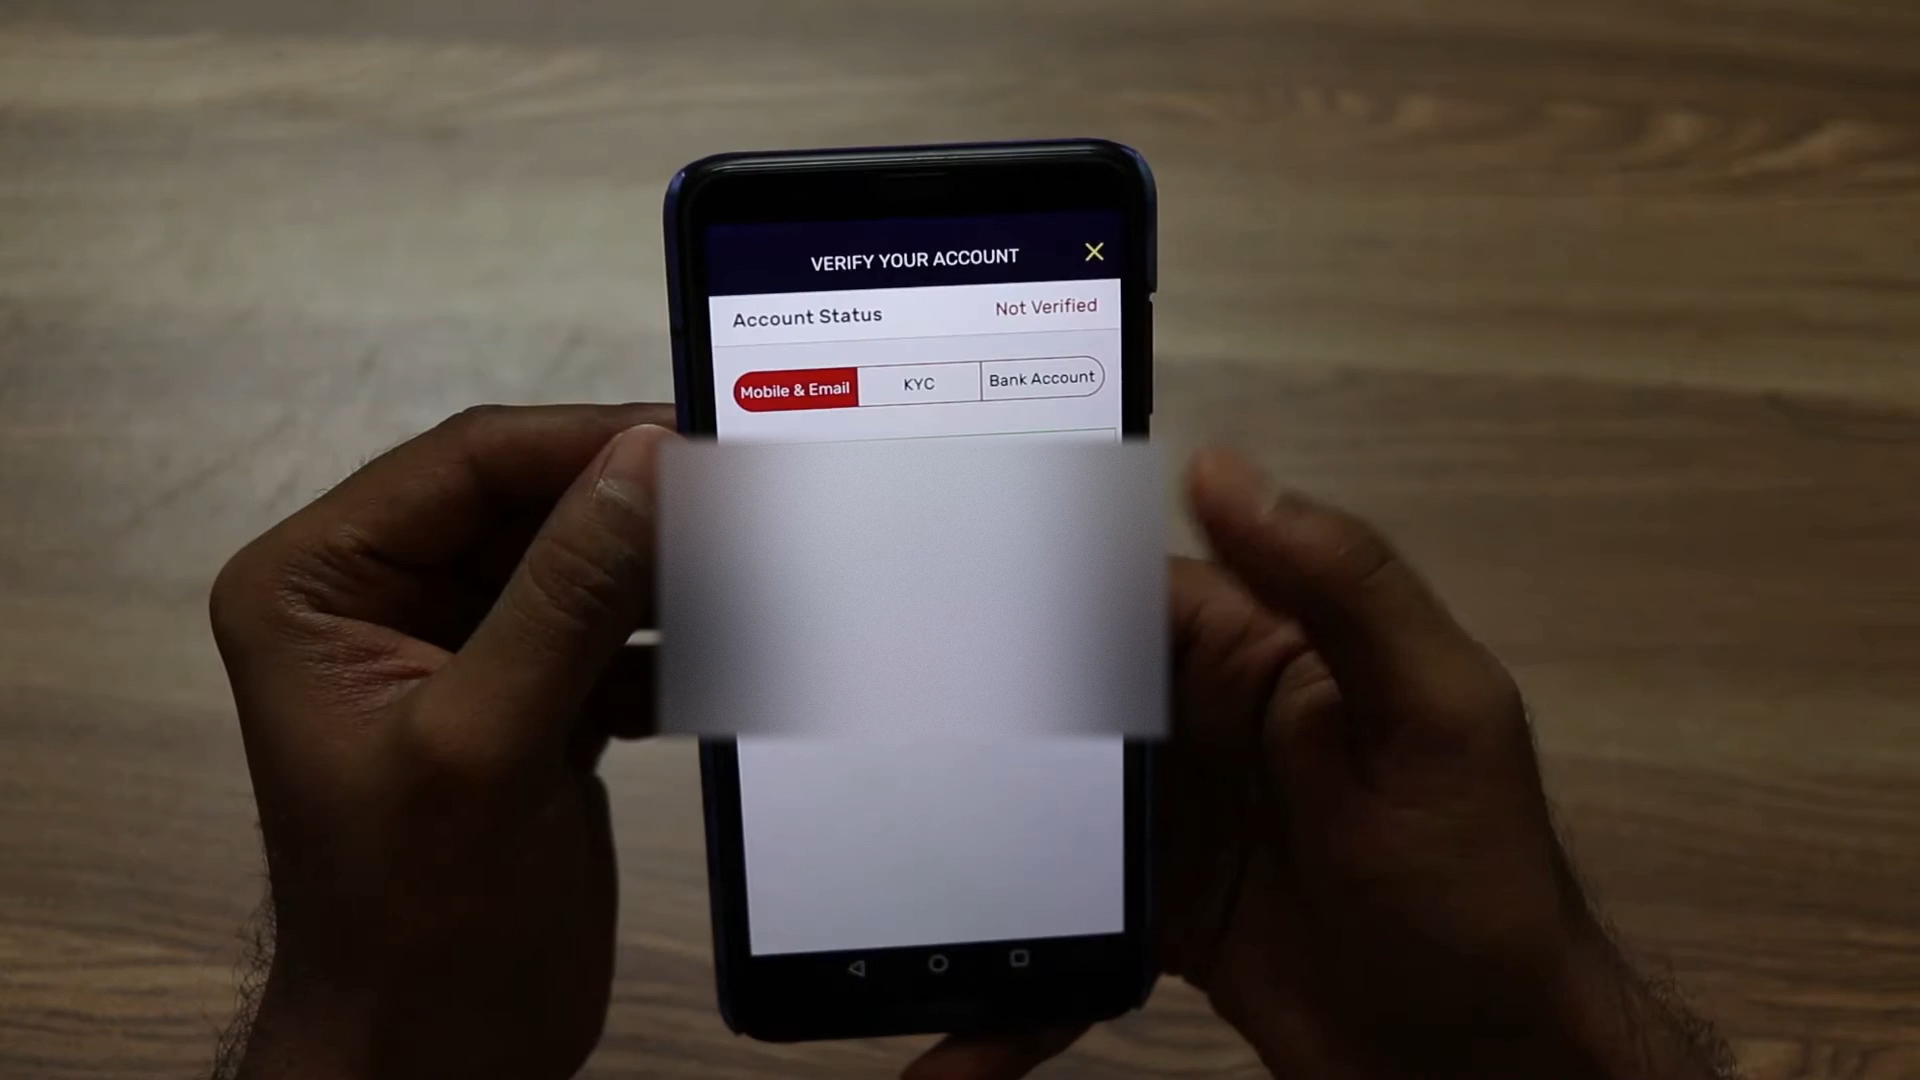 VERIFY YOUR ACCOUNT
Account Status Not Verified
Mobile & Email KYC Bank Account